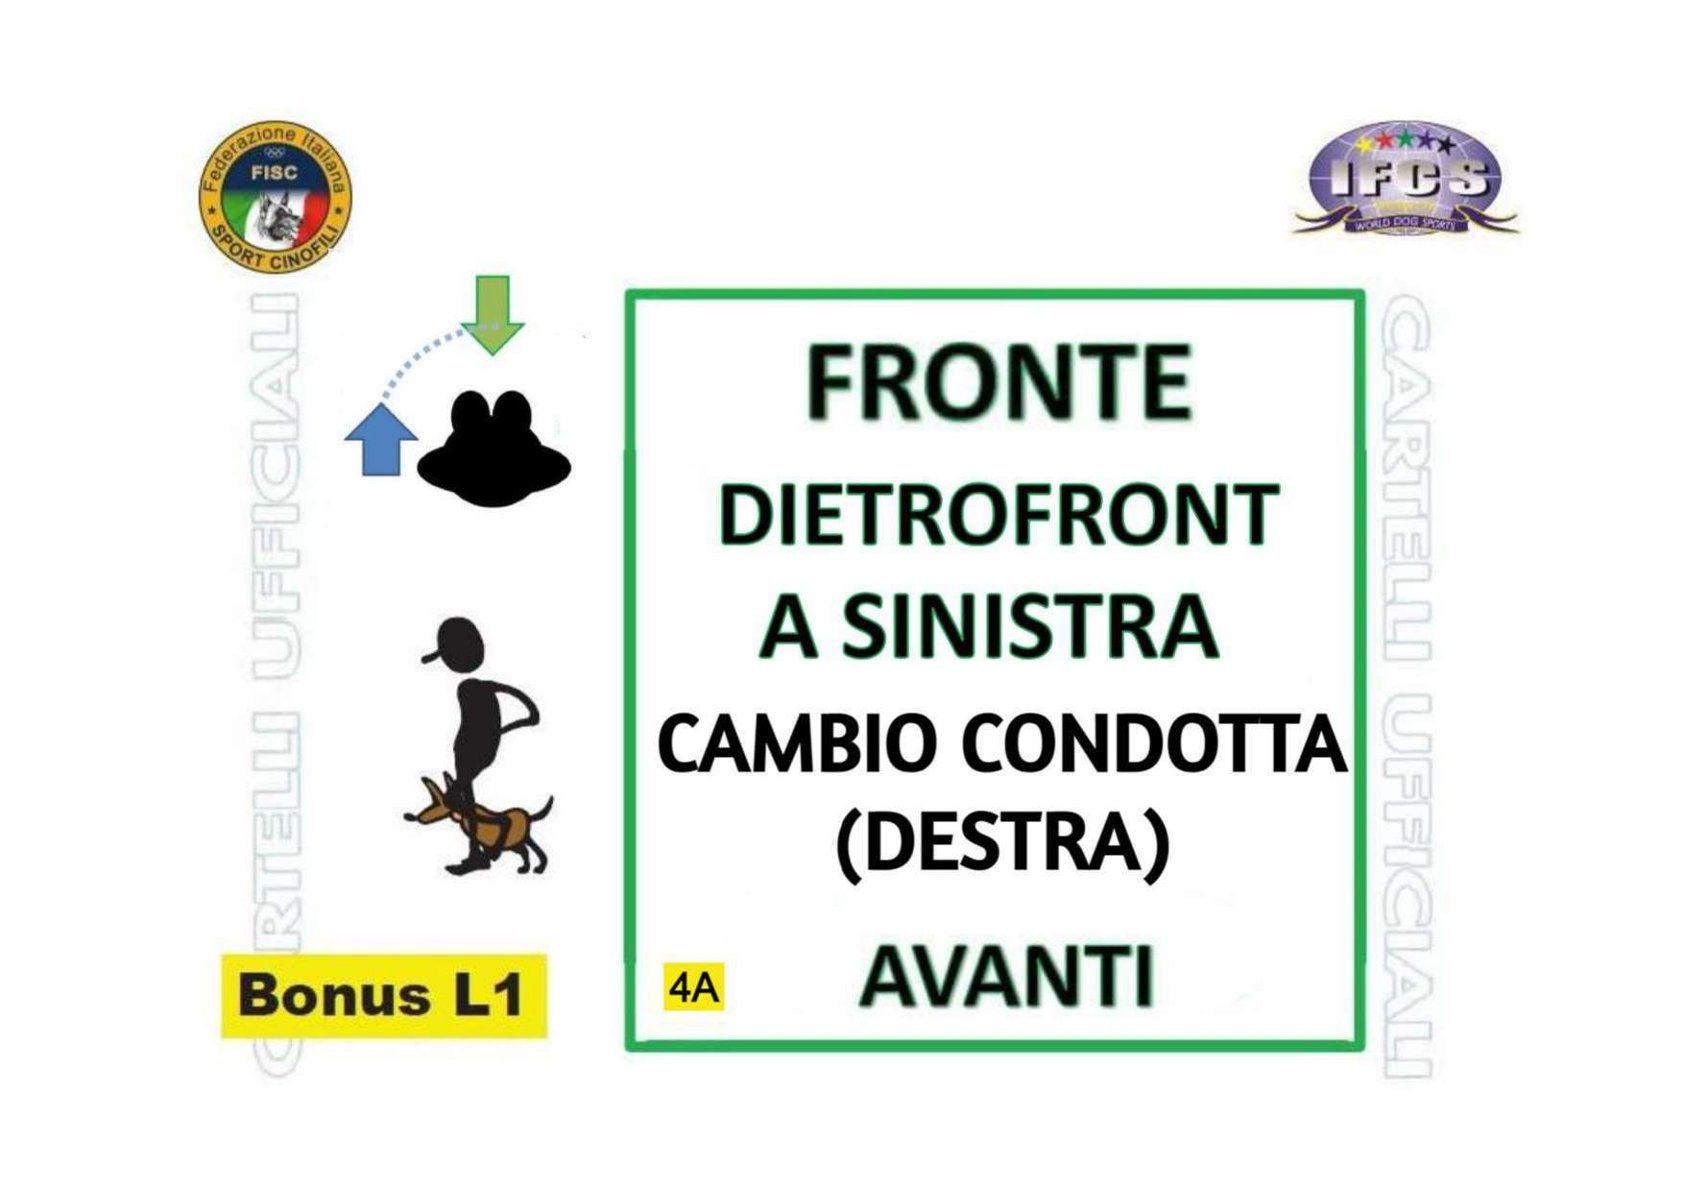 Federazione Italiana
FISC
SPORT CINOFILI
IFCS
WORLD DOG SPORTS
CARTELLI UFFICIALI
FRONTE
DIETROFRONT
A SINISTRA
CAMBIO CONDOTTA
(DESTRA)
AVANTI
4A
Bonus L1
CARTELLI UFFICIALI